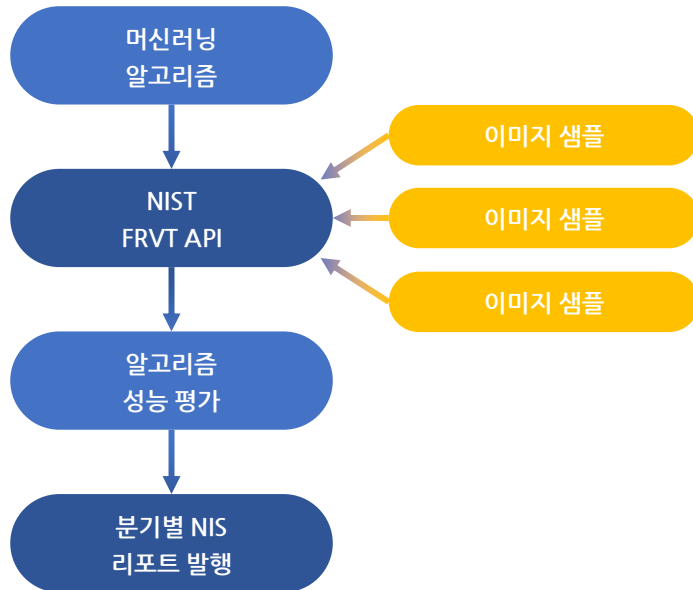 머신러닝
알고리즘
이미지 샘플
NIST
FRVT API
이미지 샘플
이미지 샘플
알고리즘
성능 평가
분기별 NIS
리포트 발행